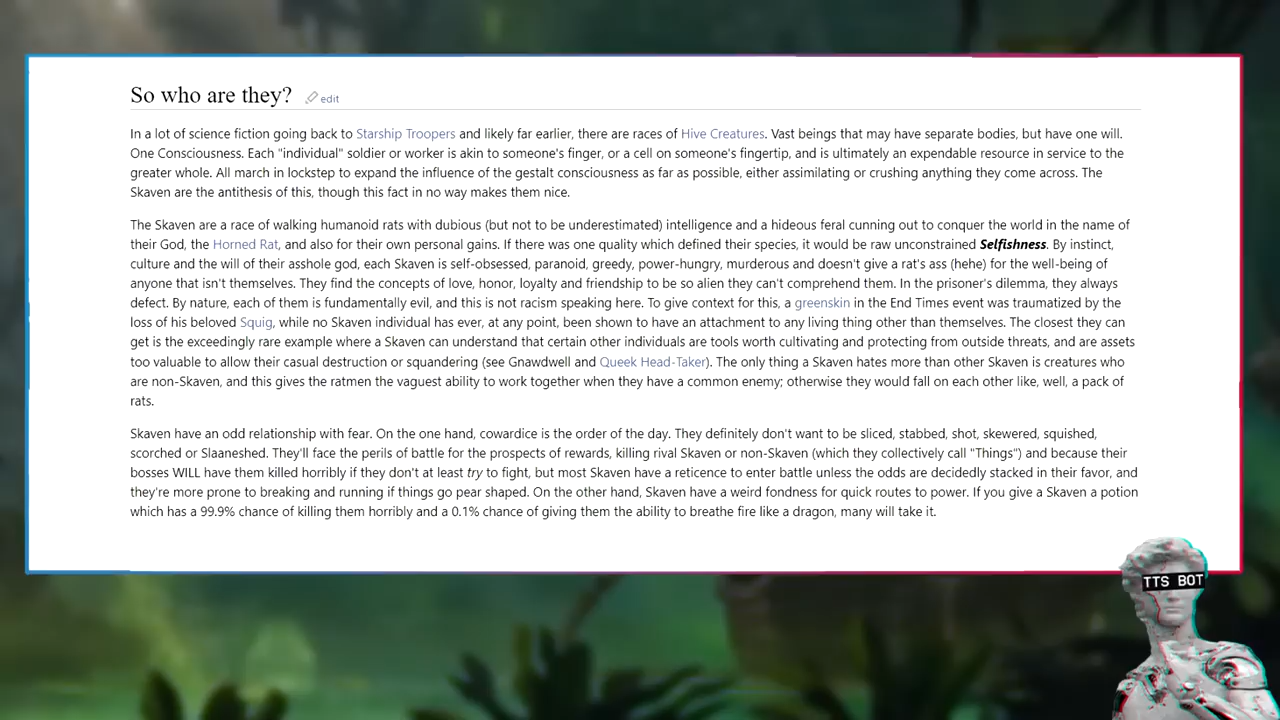 So who are they? edit
In a lot of science fiction going back to Starship Troopers and likely far earlier, there are races of Hive Creatures. Vast beings that may have separate bodies, but have one will.
One Consciousness. Each "individual" soldier or worker is akin to someone's finger, or a cell on someone's fingertip, and is ultimately an expendable resource in service to the
greater whole. All march in lockstep to expand the influence of the gestalt consciousness as far as possible, either assimilating or crushing anything they come across. The
Skaven are the antithesis of this, though this fact in no way makes them nice.
The Skaven are a race of walking humanoid rats with dubious (but not to be underestimated) intelligence and a hideous feral cunning out to conquer the world in the name of
their God, the Horned Rat, and also for their own personal gains. If there was one quality which defined their species, it would be raw unconstrained Selfishness. By instinct,
culture and the will of their asshole god, each Skaven is self-obsessed, paranoid, greedy, power-hungry, murderous and doesn't give a rat's ass (hehe) for the well-being of
anyone that isn't themselves. They find the concepts of love, honor, loyalty and friendship to be so alien they can't comprehend them. In the prisoner's dilemma, they always
defect. By nature, each of them is fundamentally evil, and this is not racism speaking here. To give context for this, a greenskin in the End Times event was traumatized by the
loss of his beloved Squig, while no Skaven individual has ever, at any point, been shown to have an attachment to any living thing other than themselves. The closest they can
get is the exceedingly rare example where a Skaven can understand that certain other individuals are tools worth cultivating and protecting from outside threats, and are assets
too valuable to allow their casual destruction or squandering (see Gnawdwell and Queek Head-Taker). The only thing a Skaven hates more than other Skaven is creatures who
are non-Skaven, and this gives the ratmen the vaguest ability to work together when they have a common enemy; otherwise they would fall on each other like, well, a pack of
rats.
Skaven have an odd relationship with fear. On the one hand, cowardice is the order of the day. They definitely don't want to be sliced, stabbed, shot, skewered, squished,
scorched or Slaaneshed. They'll face the perils of battle for the prospects of rewards, killing rival Skaven or non-Skaven (which they collectively call "Things") and because their
bosses WILL have them killed horribly if they don't at least try to fight, but most Skaven have a reticence to enter battle unless the odds are decidedly stacked in their favor, and
they're more prone to breaking and running if things go pear shaped. On the other hand, Skaven have a weird fondness for quick routes to power. If you give a Skaven a potion
which has a 99.9% chance of killing them horribly and a 0.1% chance of giving them the ability to breathe fire like a dragon, many will take it.
TTS BOT